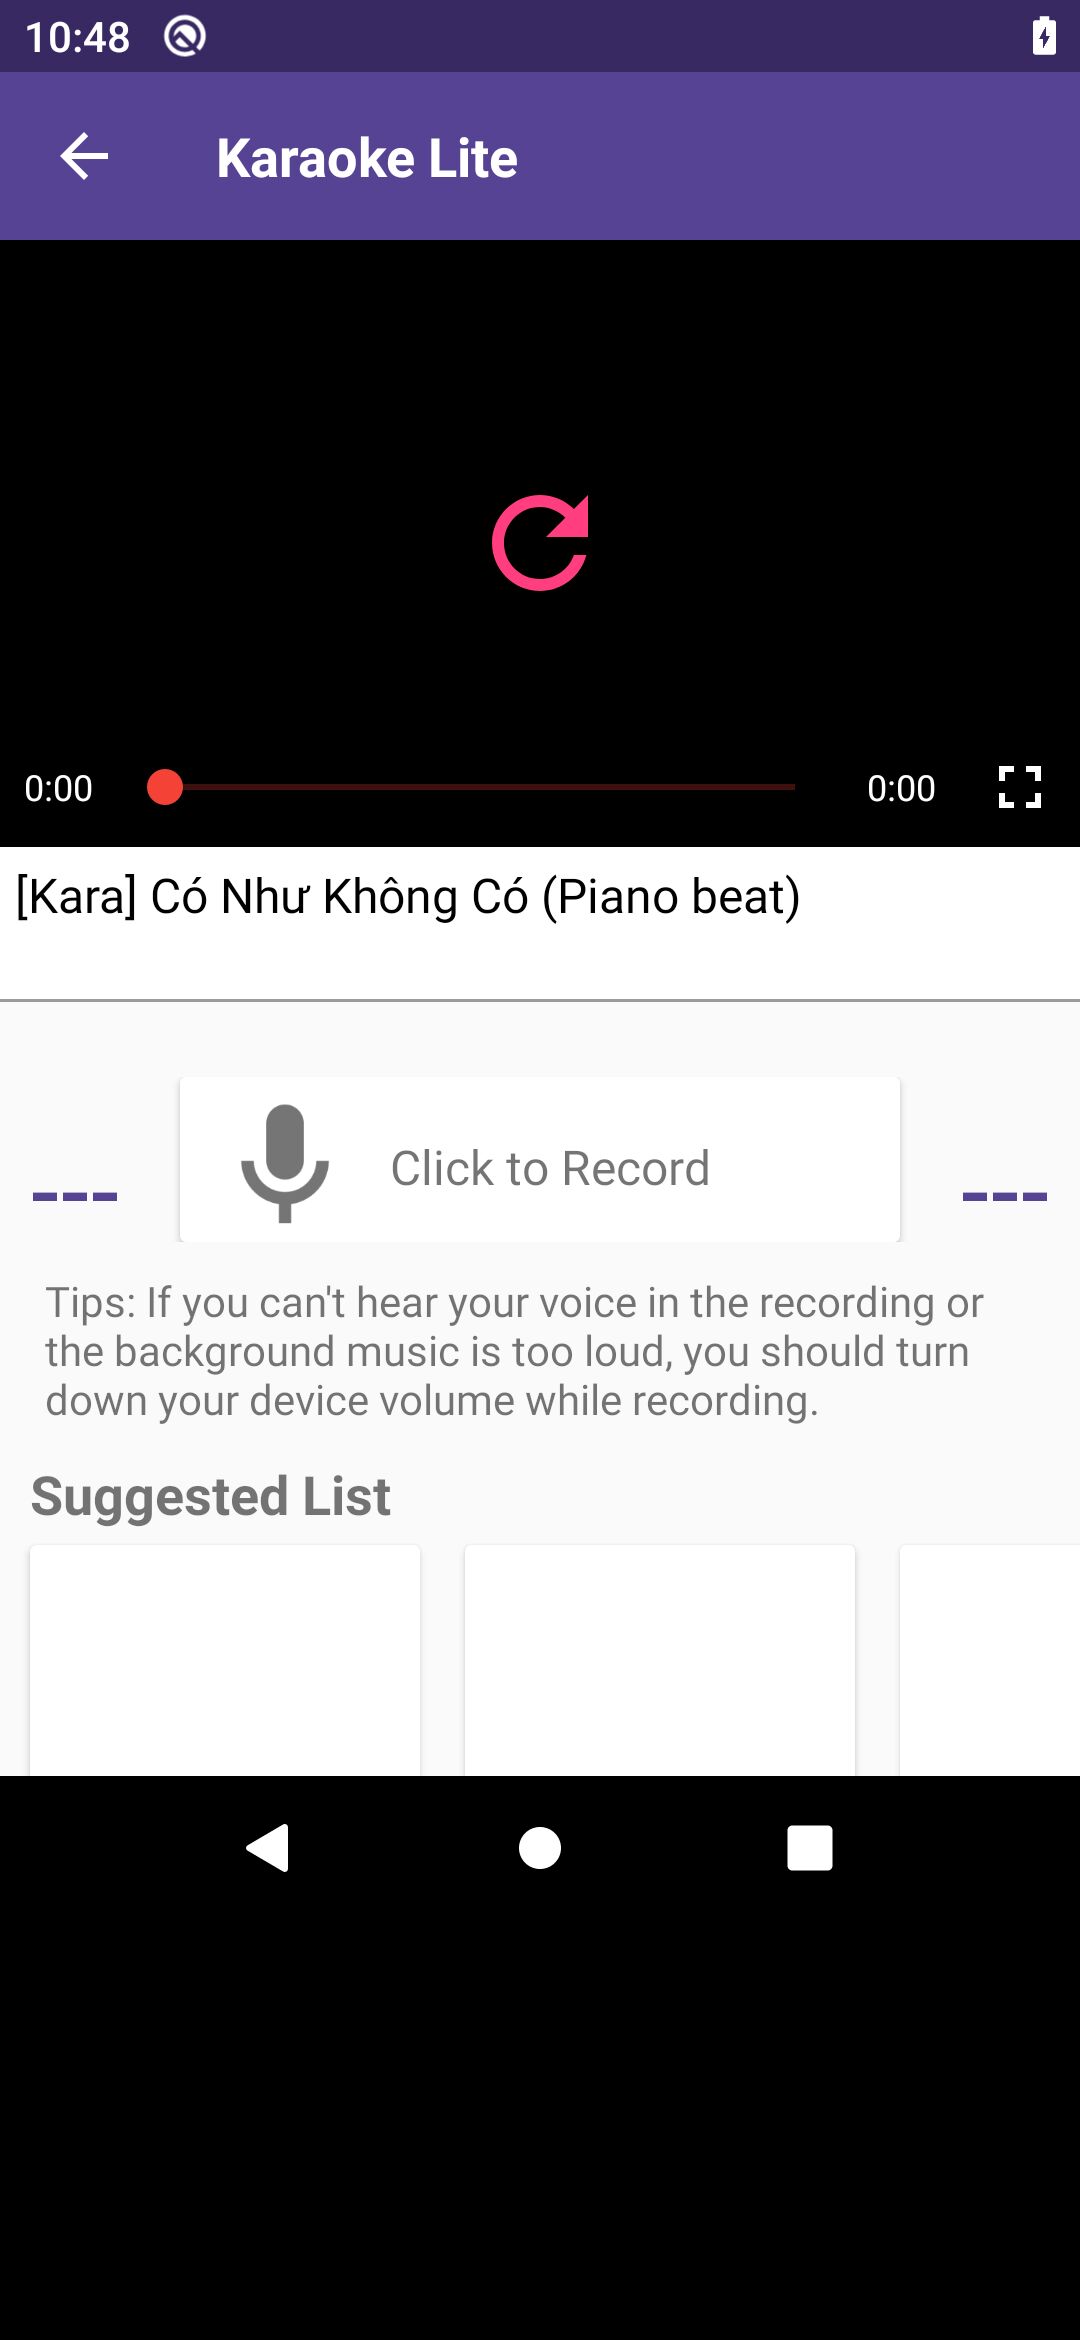 10:48
Karaoke Lite
0:00
0:00
[Kara] Có Như Không Có (Piano beat)
---
Click to Record
---
Tips: If you can't hear your voice in the recording or
the background music is too loud, you should turn
down your device volume while recording.
Suggested List